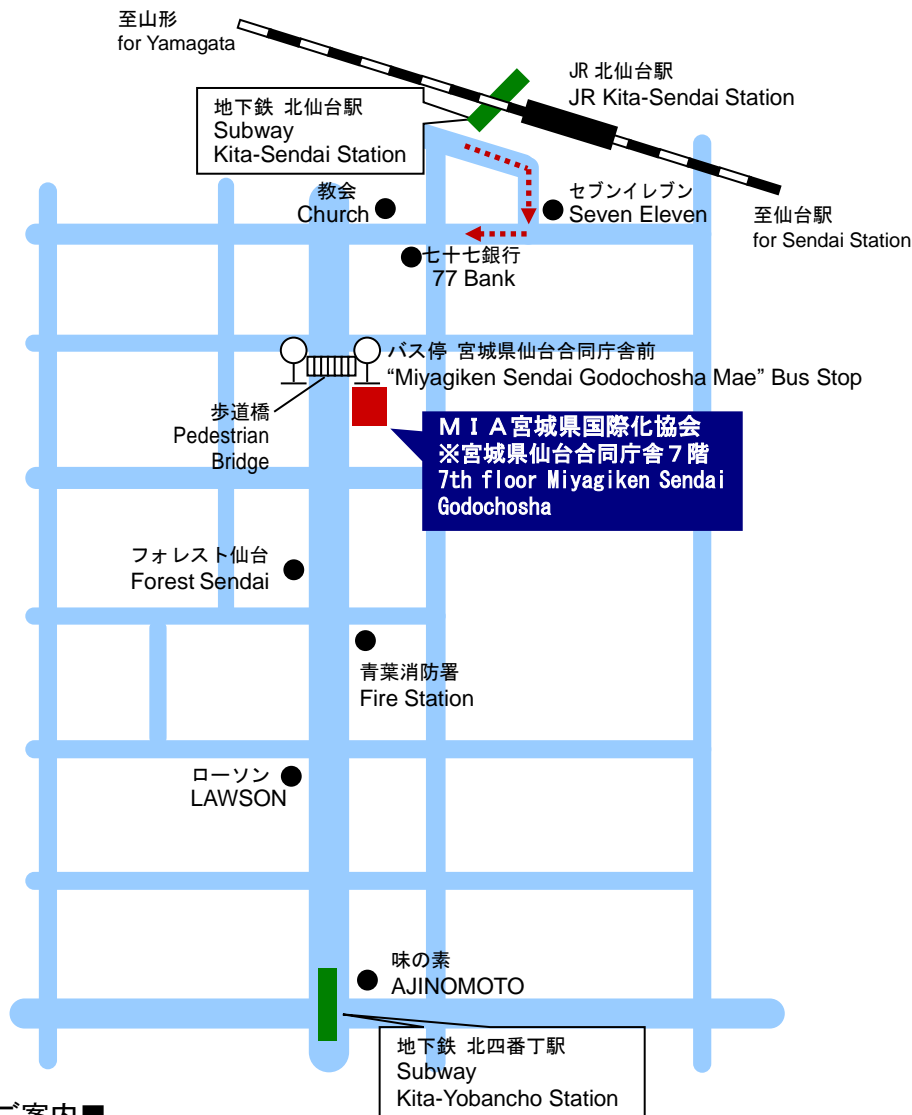 至山形
for Yamagata
JR 北仙台駅
JR Kita-Sendai Station
地下鉄 北仙台駅
Subway
Kita-Sendai Station
教会
Church
セブンイレブン
Seven Eleven
至仙台駅
for Sendai Station
七十七銀行
77 Bank
バス停 宮城県仙台合同庁舎前
“Miyagiken Sendai Godochosha Mae” Bus Stop
歩道橋
Pedestrian
Bridge
ＭＩＡ宮城県国際化協会
※宮城県仙台合同庁舎７階
7th floor Miyagiken Sendai
Godochosha
フォレスト仙台
Forest Sendai
青葉消防署
Fire Station
ローソン
LAWSON
味の素
AJINOMOTO
地下鉄 北四番丁駅
Subway
Kita-Yobancho Station
ご案内■